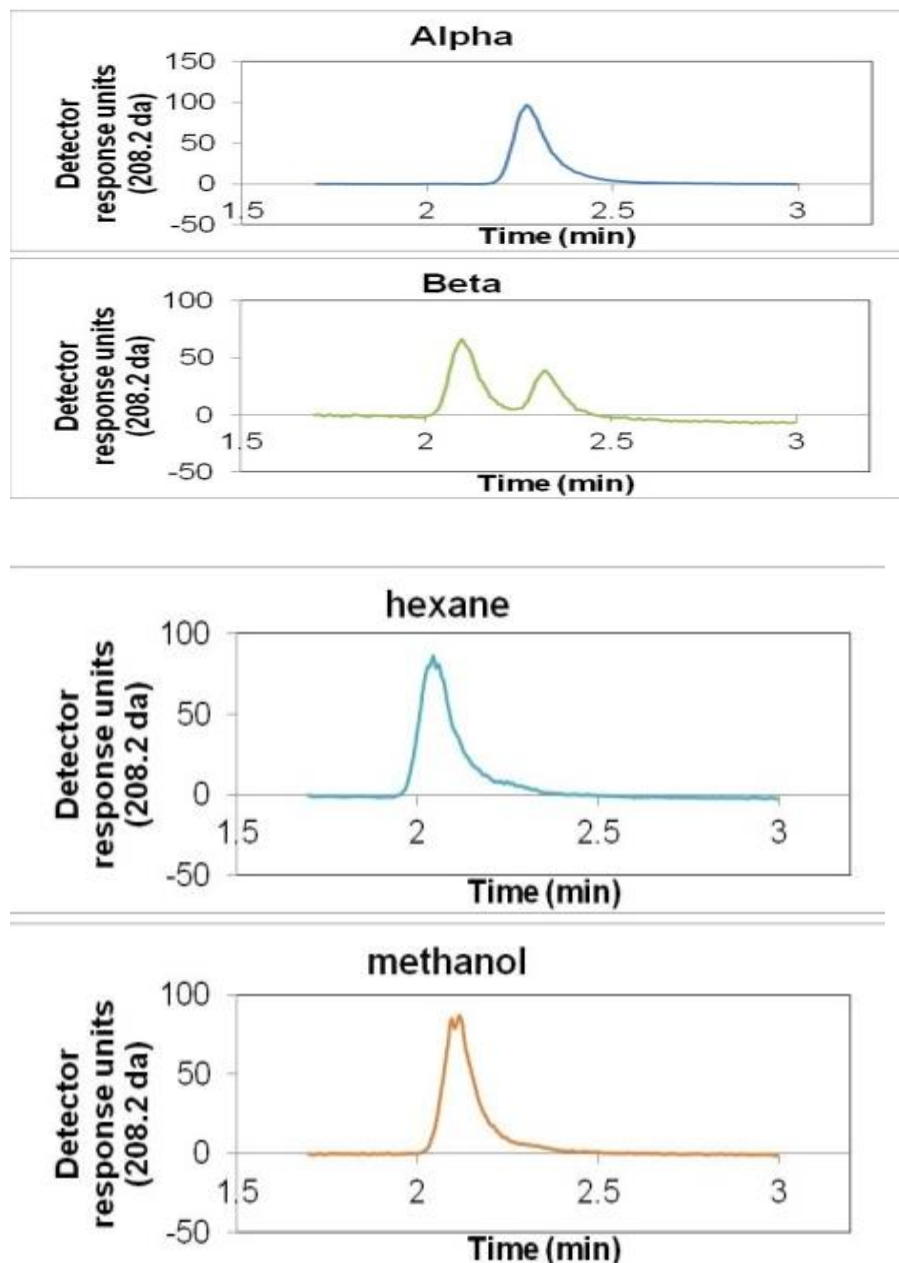 Alpha
Detector
response units
(208.2 da)
150
100
50
0
-50
1.5
2
2.5
3
Time (min)
Beta
Detector
response units
(208.2 da)
100
50
0
-50
1.5
2
2.5
3
Time (min)
hexane
Detector
response units
(208.2 da)
100
50
0
-50
1.5
2
2.5
3
Time (min)
methanol
Detector
response units
(208.2 da)
100
50
0
-50
1.5
2
2.5
3
Time (min)